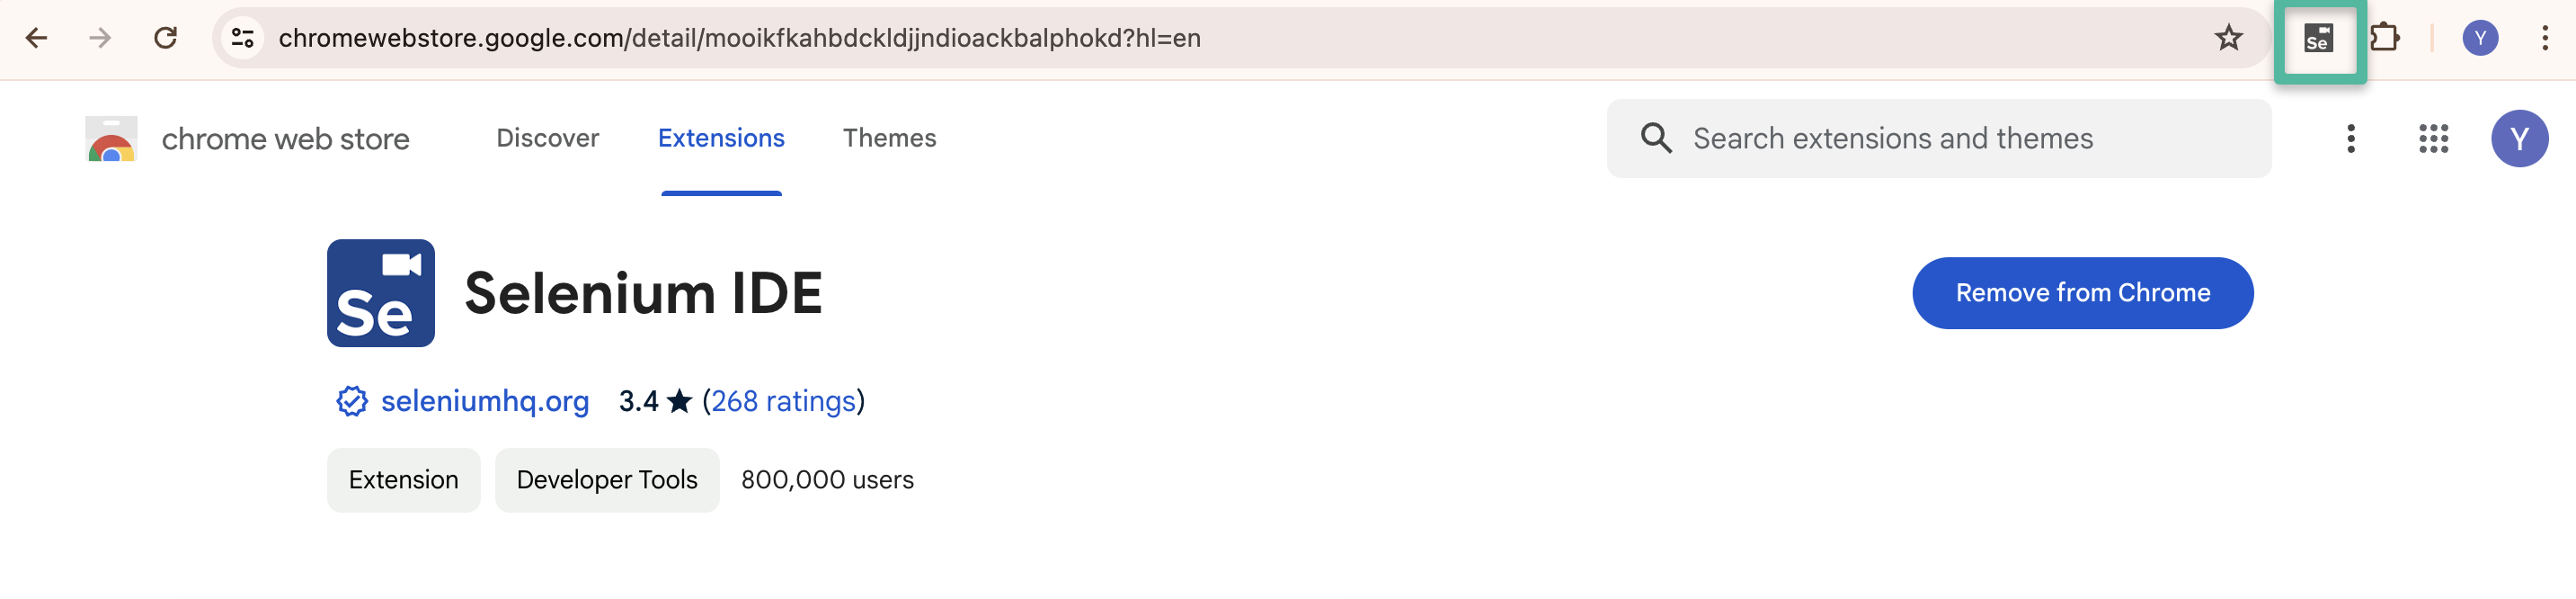 chromewebstore.google.com/detail/mooikfkahbdckldjjndioackbalphokd?hl=en
Se
Y
chrome web store
Discover
Extensions
Themes
Search extensions and themes
Y
Se
Selenium IDE
Remove from Chrome
seleniumhq.org 3.4 ★ (268 ratings)
Extension
Developer Tools
800,000 users